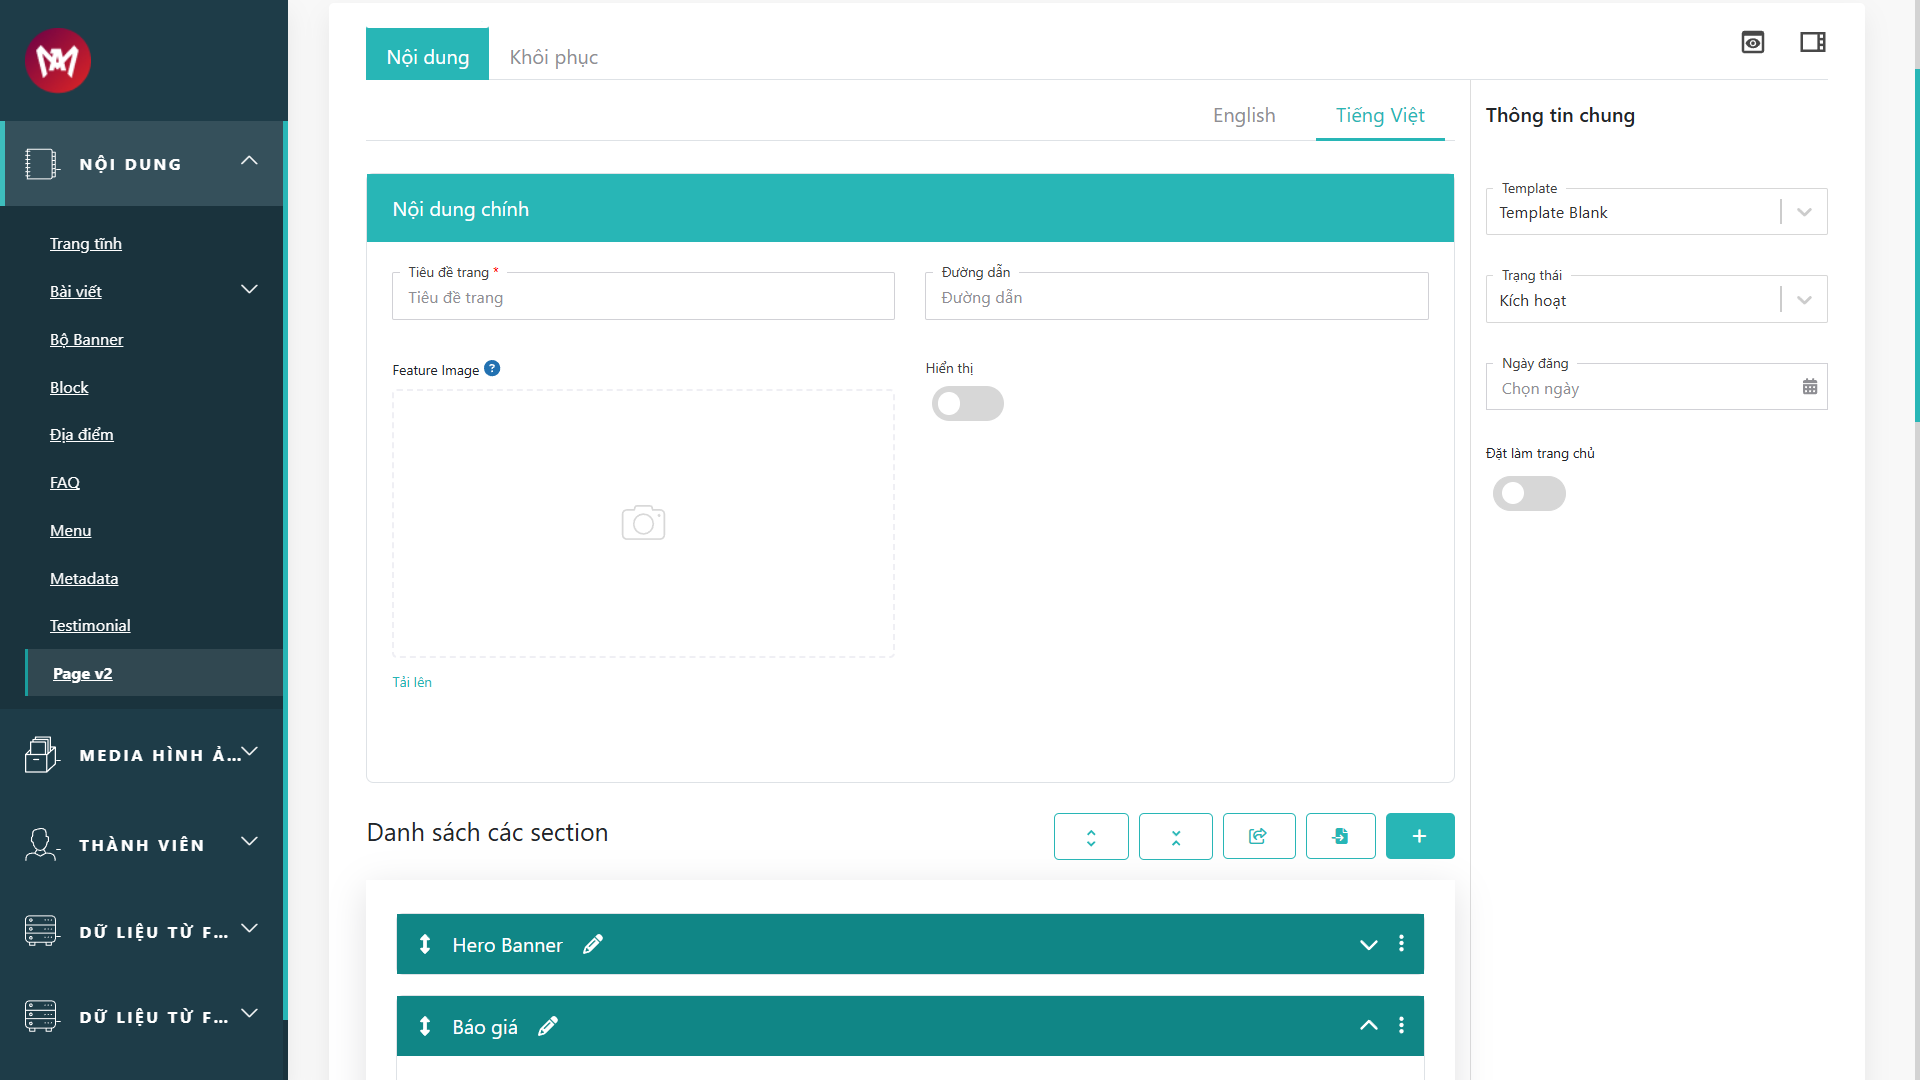 NỘI DUNG
Trang tĩnh
Bài viết
Bộ Banner
Block
Địa điểm
FAQ
Menu
Metadata
Testimonial
Page v2
MEDIA HÌNH Ả...
THÀNH VIÊN
DỮ LIỆU TỪ F...
DỮ LIỆU TỪ F...
Nội dung Khôi phục
English Tiếng Việt
Nội dung chính
Tiêu đề trang *
Tiêu đề trang
Đường dẫn
Đường dẫn
Feature Image ?
Hiển thị
Tải lên
Danh sách các section
+
Hero Banner
Báo giá
Thông tin chung
Template
Template Blank
Trạng thái
Kích hoạt
Ngày đăng
Chọn ngày
Đặt làm trang chủ